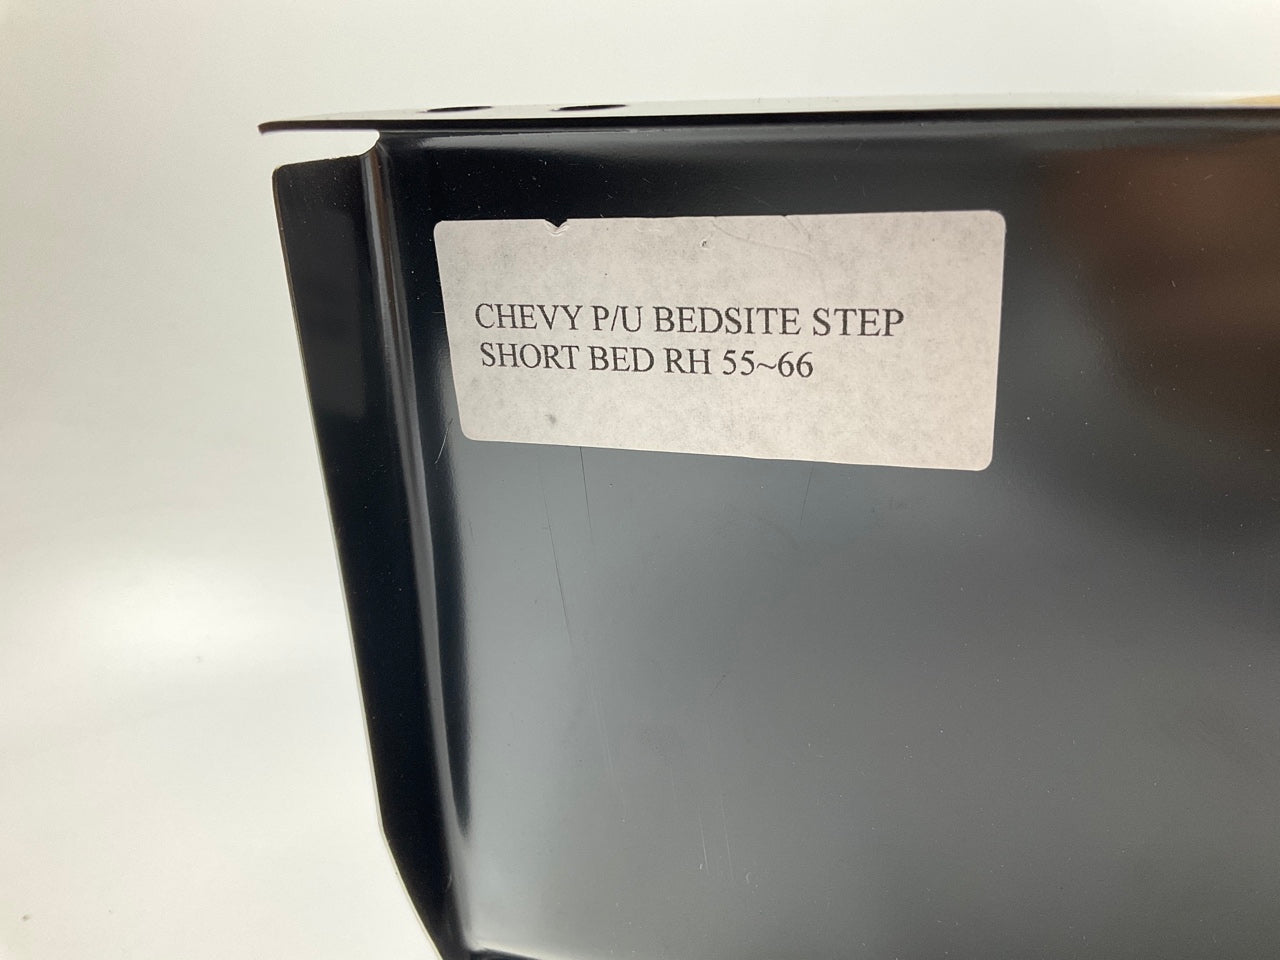 CHEVY P/U BEDSITE STEP
SHORT BED RH 55~66